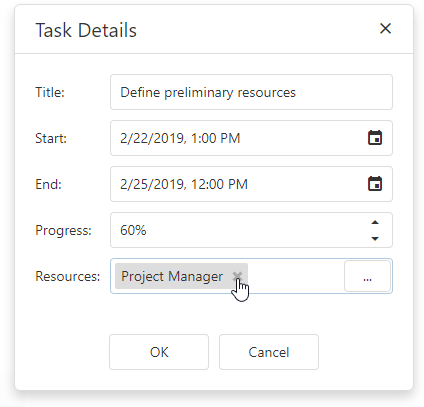 Task Details
Title: Define preliminary resources
Start: 2/22/2019, 1:00 PM
End: 2/25/2019, 12:00 PM
Progress: 60%
Resources: Project Manager ...
OK Cancel